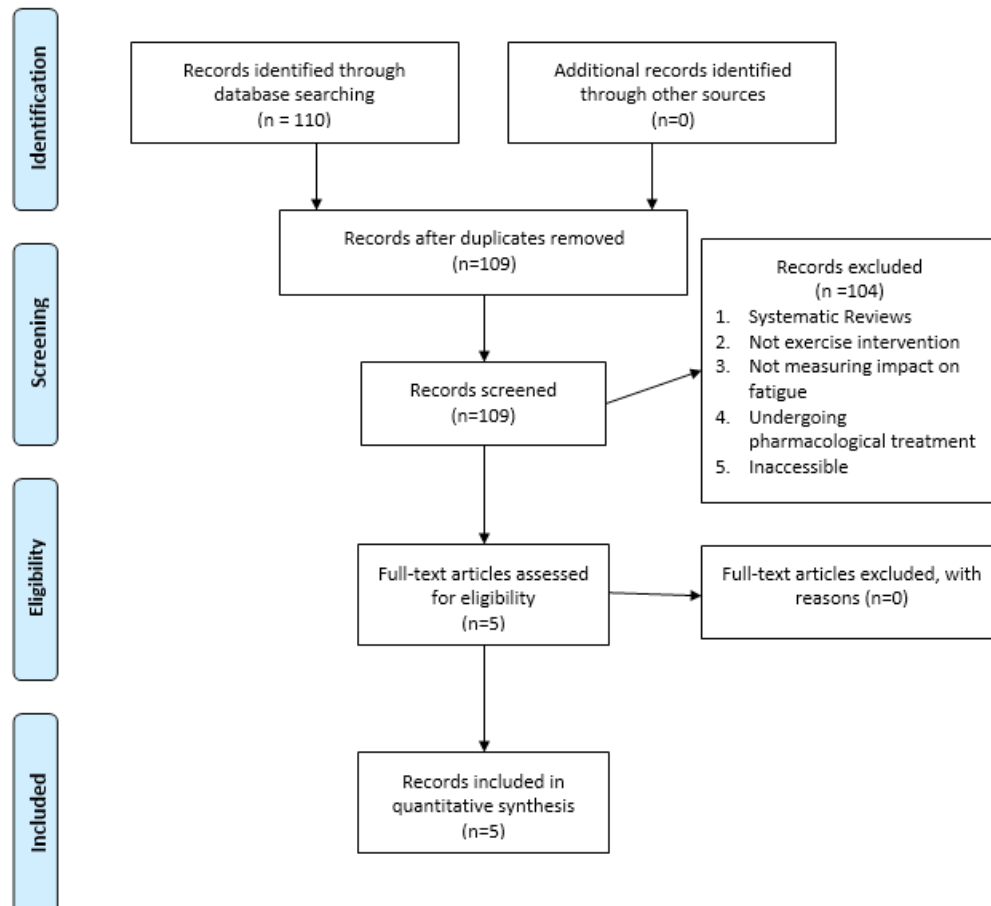 Identification
Records identified through
database searching
(n = 110)
Additional records identified
through other sources
(n=0)
Records after duplicates removed
(n=109)
Screening
Records screened
(n=109)
Records excluded
(n =104)
1. Systematic Reviews
2. Not exercise intervention
3. Not measuring impact on
fatigue
4. Undergoing
pharmacological treatment
5. Inaccessible
Eligibility
Full-text articles assessed
for eligibility
(n=5)
Full-text articles excluded, with
reasons (n=0)
Included
Records included in
quantitative synthesis
(n=5)